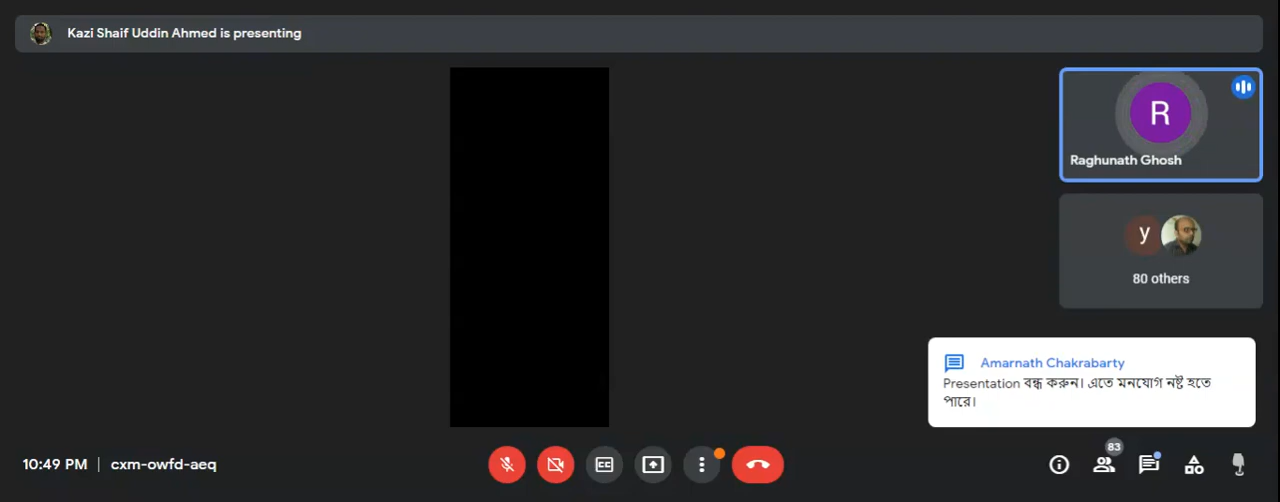 Kazi Shaif Uddin Ahmed is presenting
R
Raghunath Ghosh
y
80 others
Amarnath Chakrabarty
Presentation বন্ধ করুন। এতে মনযোগ নষ্ট হতে
পারে।
10:49 PM | cxm-owfd-aeq
CC
83